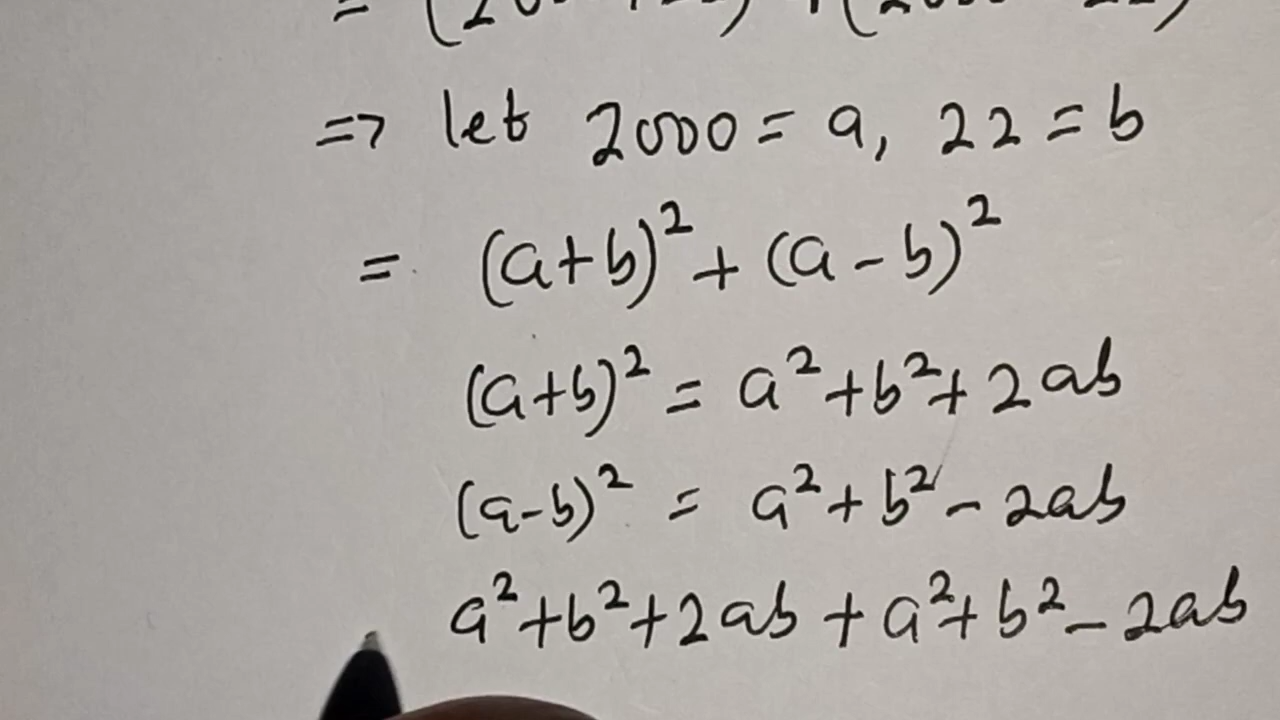 => let 2000 = a, 22 = b
= (a+b)² + (a-b)²
(a+b)² = a²+b²+2ab
(a-b)² = a²+b²-2ab
a²+b²+2ab + a²+b²-2ab